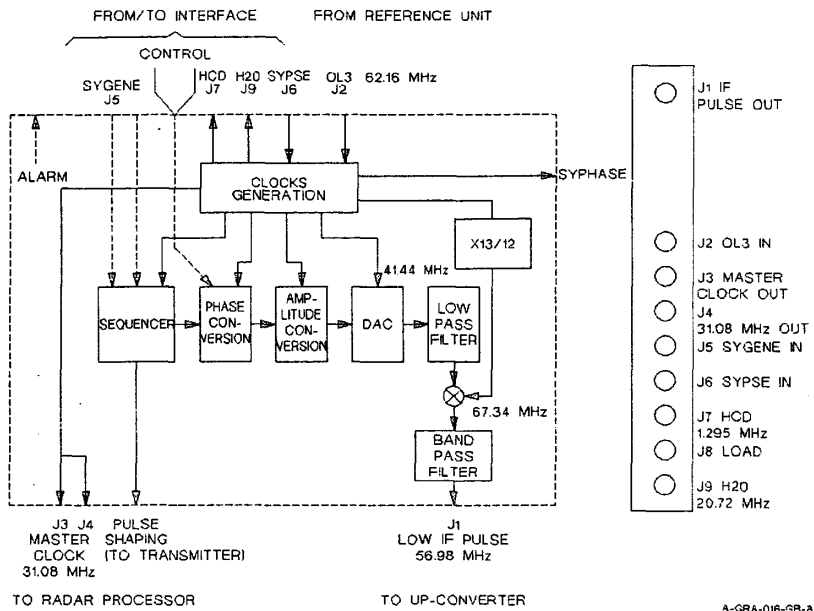 FROM/TO INTERFACE
FROM REFERENCE UNIT
CONTROL
SYGENE
J5
HCD
J7
H20
J9
SYPSE
J6
OL3
J2
62.16 MHz
ALARM
CLOCKS
GENERATION
SYPHASE
X13/12
41.44 MHz
SEQUENCER
PHASE
CON-
VERSION
AMP-
LITUDE
CON-
VERSION
DAC
LOW
PASS
FILTER
67.34 MHz
BAND
PASS
FILTER
J3 J4
MASTER
CLOCK
31.08 MHz
PULSE
SHAPING
(TO TRANSMITTER)
J1
LOW IF PULSE
56.98 MHz
TO RADAR PROCESSOR
TO UP-CONVERTER
J1 IF
PULSE OUT
J2 OL3 IN
J3 MASTER
CLOCK OUT
J4
31.08 MHz OUT
J5 SYGENE IN
J6 SYPSE IN
J7 HCD
1.295 MHz
J8 LOAD
J9 H20
20.72 MHz
A-GRA-016-GB-A